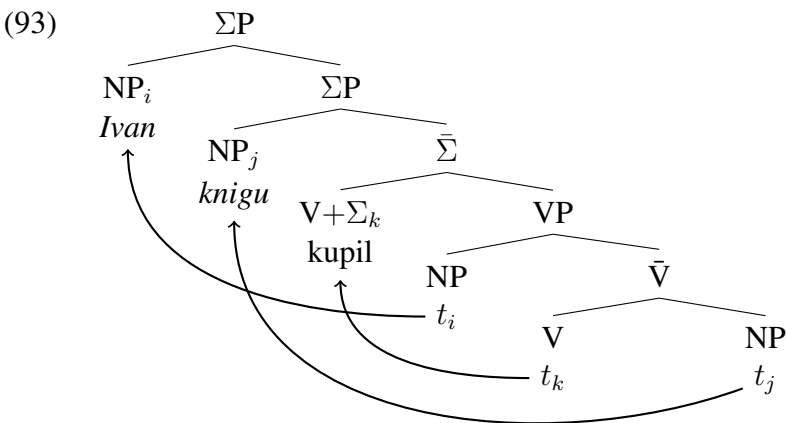 (93) ΣP
NP_i ΣP
Ivan
NP_j Σ̄
knigu
V+Σ_k VP
kupil
NP V̄
t_i
V NP
t_k t_j